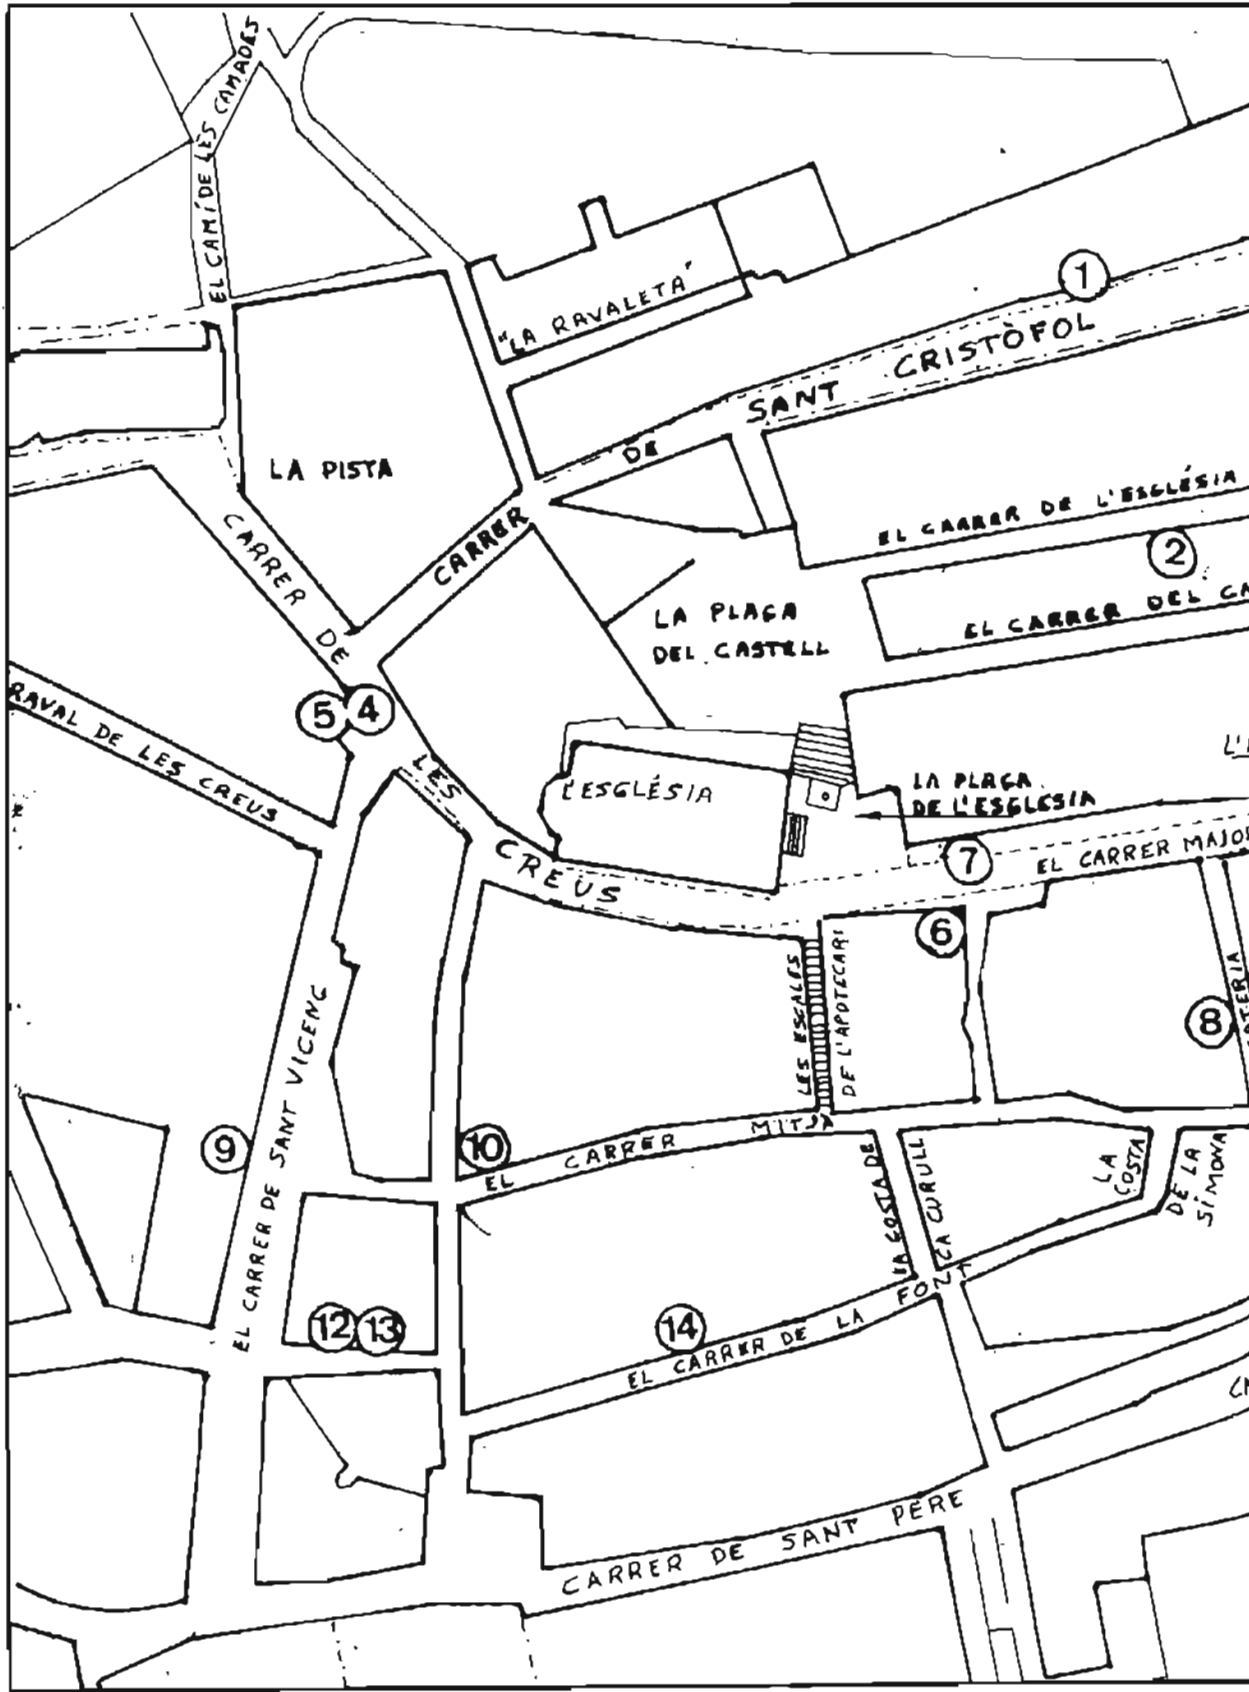 EL CAMÍ DE LES CAMADES
"LA RAVALETA"
1
CARRER DE SANT CRISTÒFOL
LA PISTA
EL CARRER DE L'ESGLÉSIA
2
CARRER DE LES CREUS
LA PLAÇA
DEL CASTELL
EL CARRER DEL CA
RAVAL DE LES CREUS
5
4
L'ESGLÉSIA
LA PLAÇA
DE L'ESGLESIA
7
EL CARRER MAJOR
6
LES ESCALES
DE L'APOTECARI
8
EL CARRER DE SANT VICENÇ
9
10
EL CARRER MITJÀ
LA COSTA DE
CA CURULL
LA
COSTA
DE LA
SIMONA
12
13
14
EL CARRER DE LA FONT
CARRER DE SANT PERE